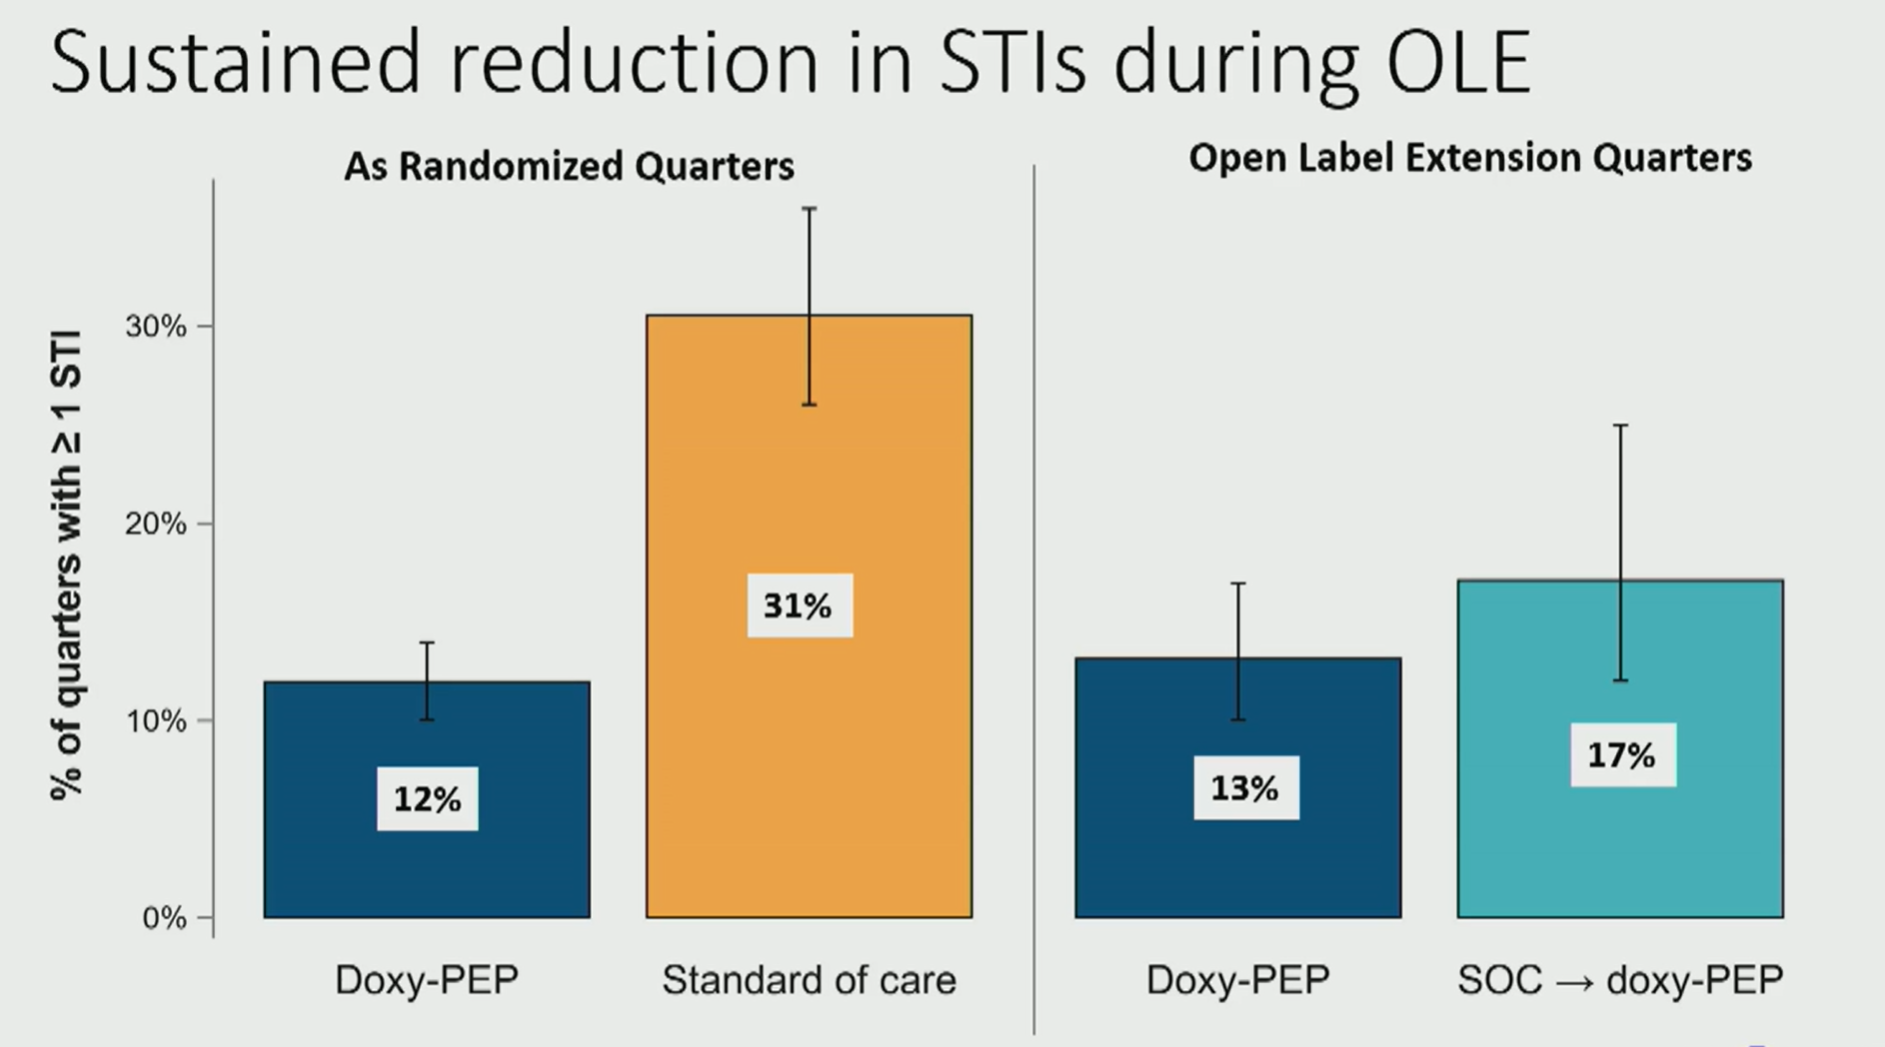 Sustained reduction in STIs during OLE
As Randomized Quarters
Open Label Extension Quarters
% of quarters with ≥ 1 STI
30%
20%
10%
0%
12%
31%
13%
17%
Doxy-PEP
Standard of care
Doxy-PEP
SOC → doxy-PEP